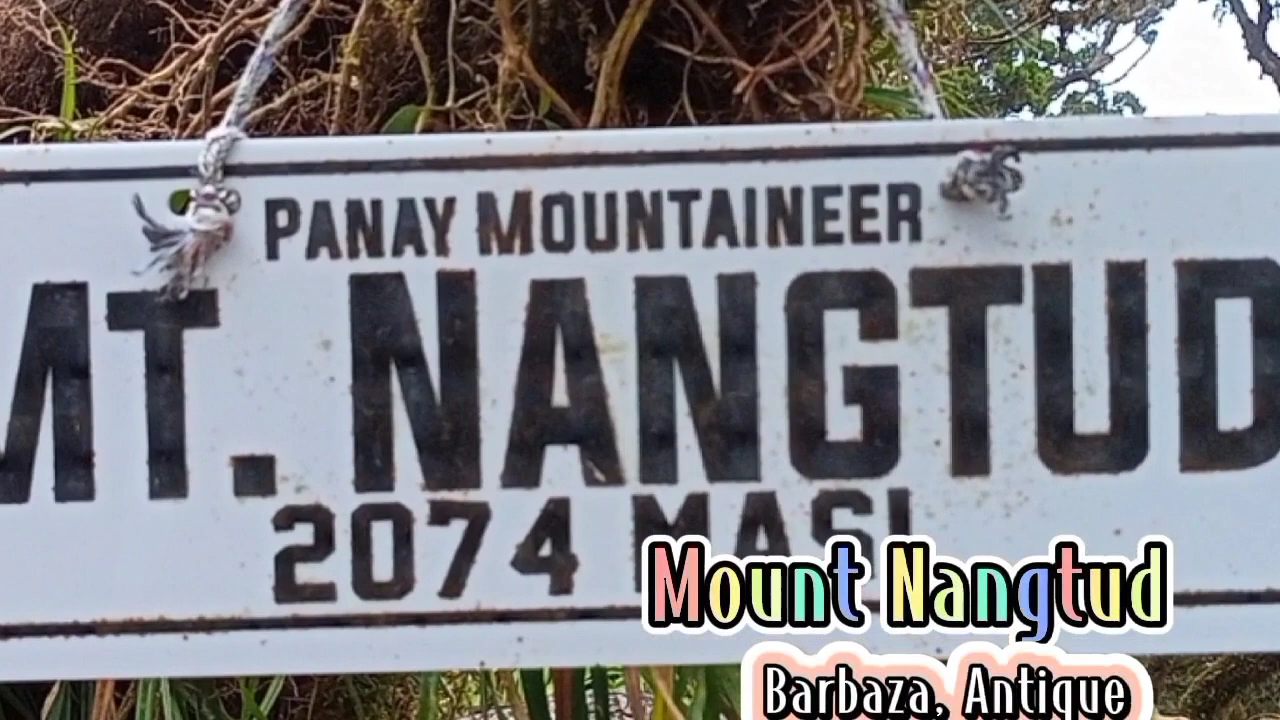 PANAY MOUNTAINEER
MT. NANGTUD
2074 MASL
Mount Nangtud
Barbaza, Antique